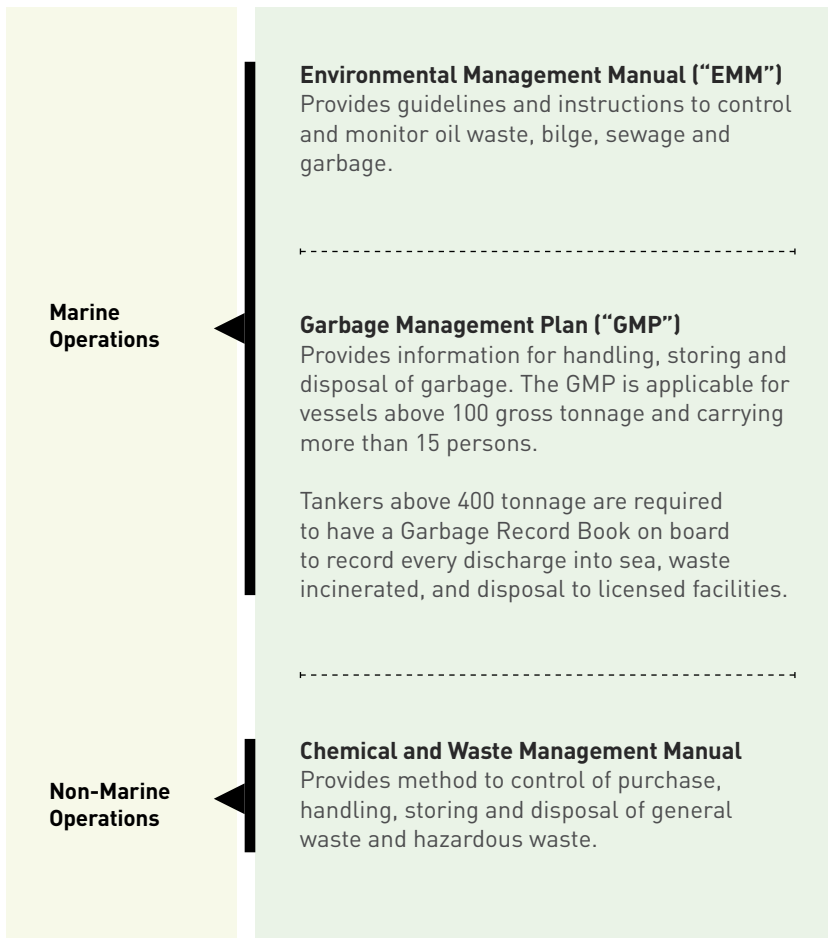 Environmental Management Manual (“EMM”)
Provides guidelines and instructions to control
and monitor oil waste, bilge, sewage and
garbage.
Marine
Operations
Garbage Management Plan (“GMP”)
Provides information for handling, storing and
disposal of garbage. The GMP is applicable for
vessels above 100 gross tonnage and carrying
more than 15 persons.
Tankers above 400 tonnage are required
to have a Garbage Record Book on board
to record every discharge into sea, waste
incinerated, and disposal to licensed facilities.
Non-Marine
Operations
Chemical and Waste Management Manual
Provides method to control of purchase,
handling, storing and disposal of general
waste and hazardous waste.